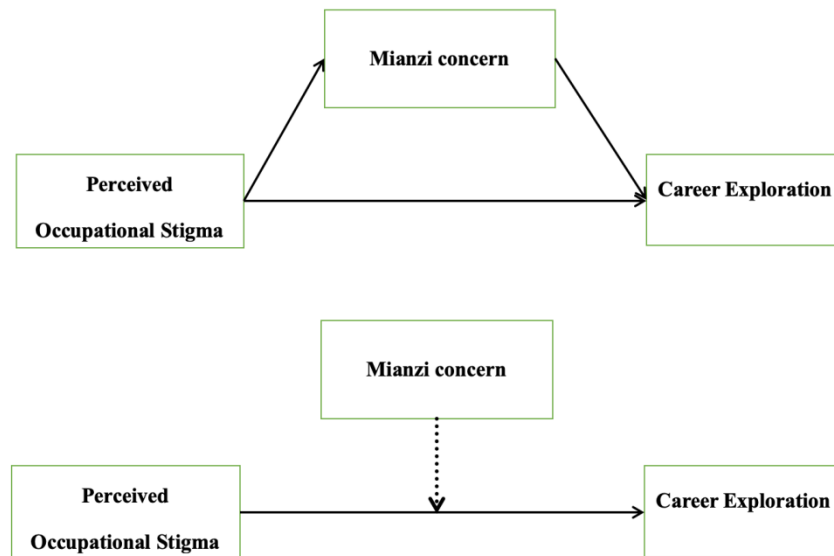 Mianzi concern
Perceived
Occupational Stigma
Career Exploration
Mianzi concern
Perceived
Occupational Stigma
Career Exploration